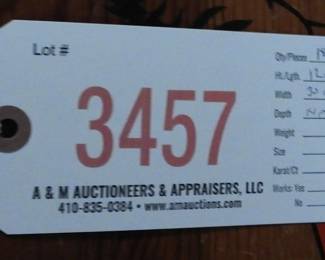 Lot #
3457
A & M AUCTIONEERS & APPRAISERS, LLC
410-835-0384 • www.amauctions.com
Qty/Pieces
Ht./Lgth.
Width
Depth
Weight
Size
Karat/Ct
Marks: Yes
No